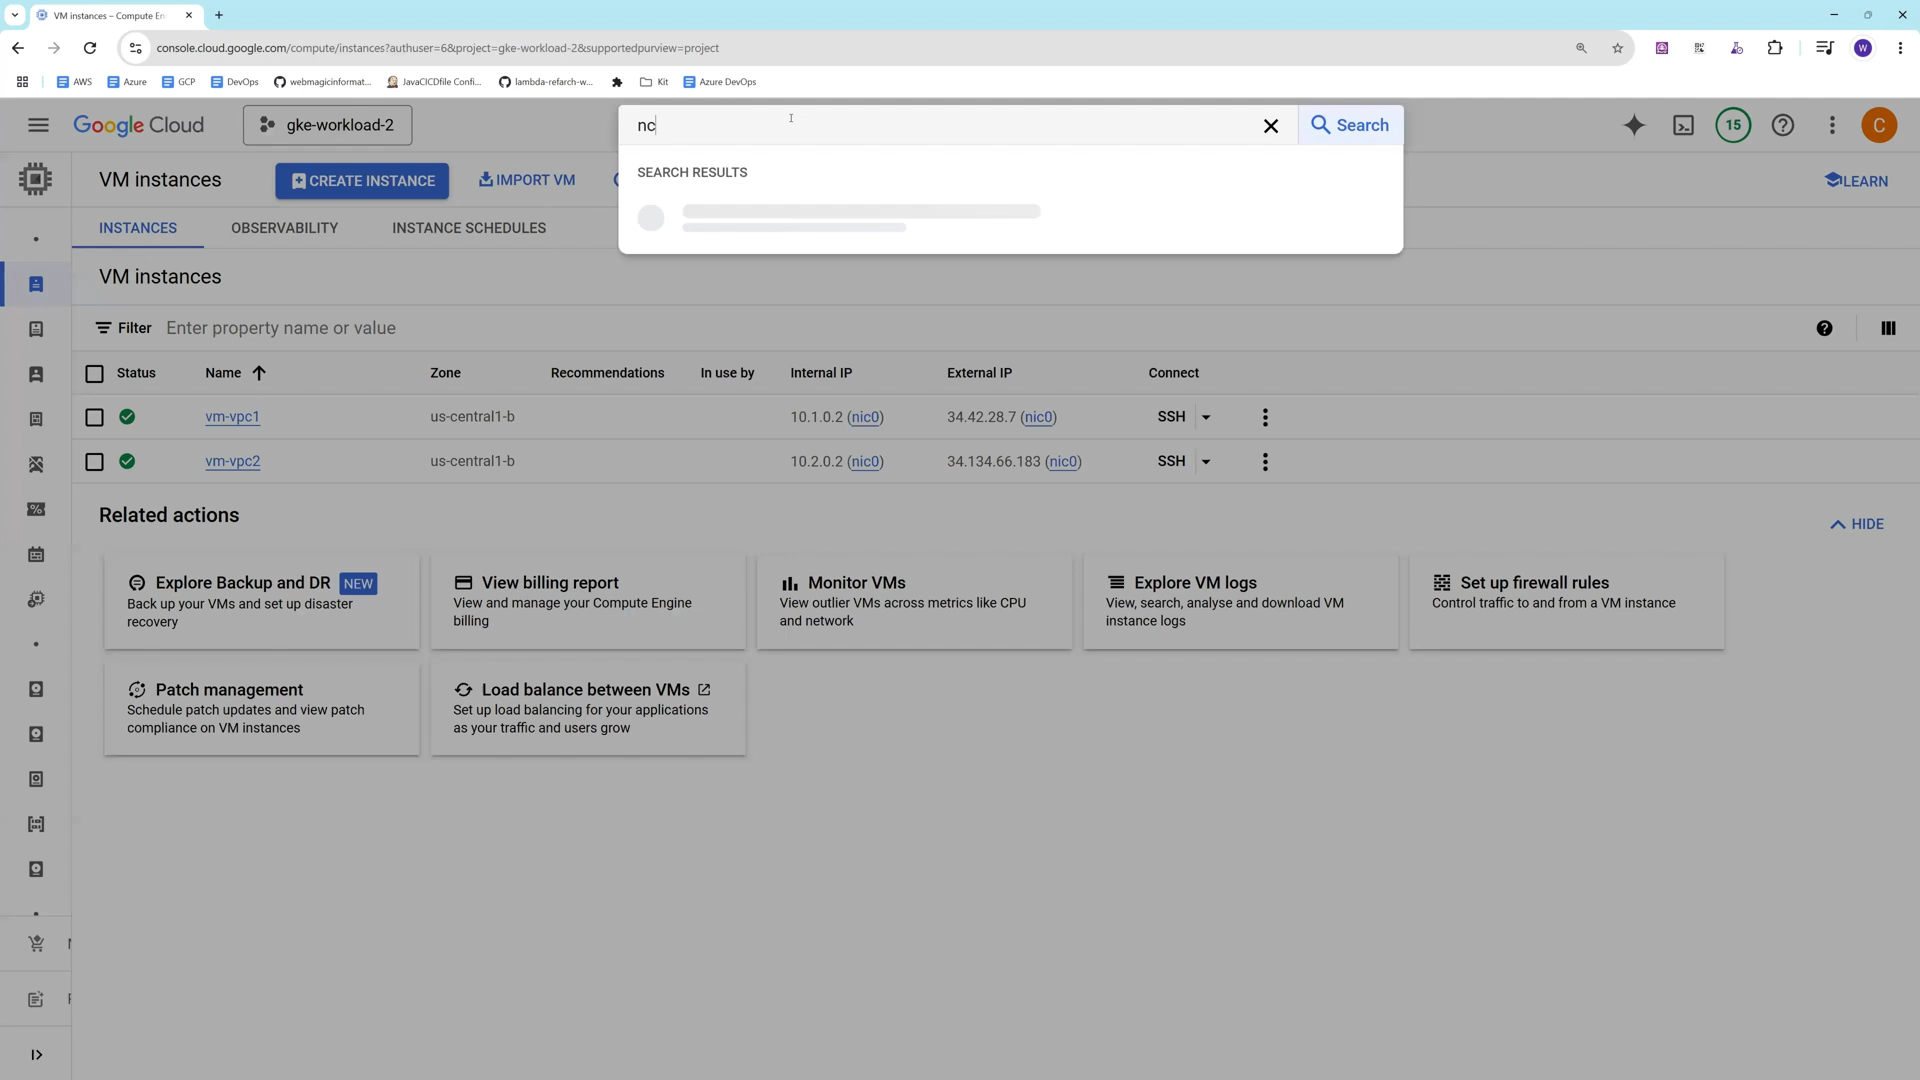 VM instances – Compute En
console.cloud.google.com/compute/instances?authuser=6&project=gke-workload-2&supportedpurview=project
W
AWS
Azure
GCP
DevOps
webmagicinformat...
JavaCICDfile Confi...
lambda-refarch-w...
Kit
Azure DevOps
Google Cloud
gke-workload-2
nc
Search
15
C
SEARCH RESULTS
VM instances
CREATE INSTANCE
IMPORT VM
LEARN
INSTANCES
OBSERVABILITY
INSTANCE SCHEDULES
VM instances
Filter
Enter property name or value
Status
Name
Zone
Recommendations
In use by
Internal IP
External IP
Connect
vm-vpc1
us-central1-b
10.1.0.2 (nic0)
34.42.28.7 (nic0)
SSH
vm-vpc2
us-central1-b
10.2.0.2 (nic0)
34.134.66.183 (nic0)
SSH
Related actions
HIDE
Explore Backup and DR NEW
Back up your VMs and set up disaster
recovery
View billing report
View and manage your Compute Engine
billing
Monitor VMs
View outlier VMs across metrics like CPU
and network
Explore VM logs
View, search, analyse and download VM
instance logs
Set up firewall rules
Control traffic to and from a VM instance
Patch management
Schedule patch updates and view patch
compliance on VM instances
Load balance between VMs
Set up load balancing for your applications
as your traffic and users grow